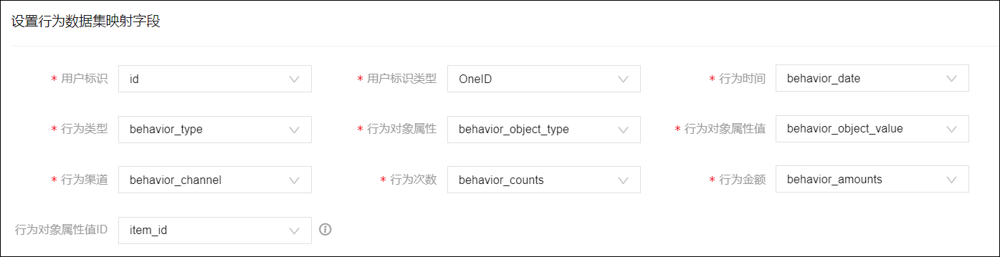 设置行为数据集映射字段
* 用户标识 id * 用户标识类型 OneID * 行为时间 behavior_date
* 行为类型 behavior_type * 行为对象属性 behavior_object_type * 行为对象属性值 behavior_object_value
* 行为渠道 behavior_channel * 行为次数 behavior_counts * 行为金额 behavior_amounts
行为对象属性值ID item_id